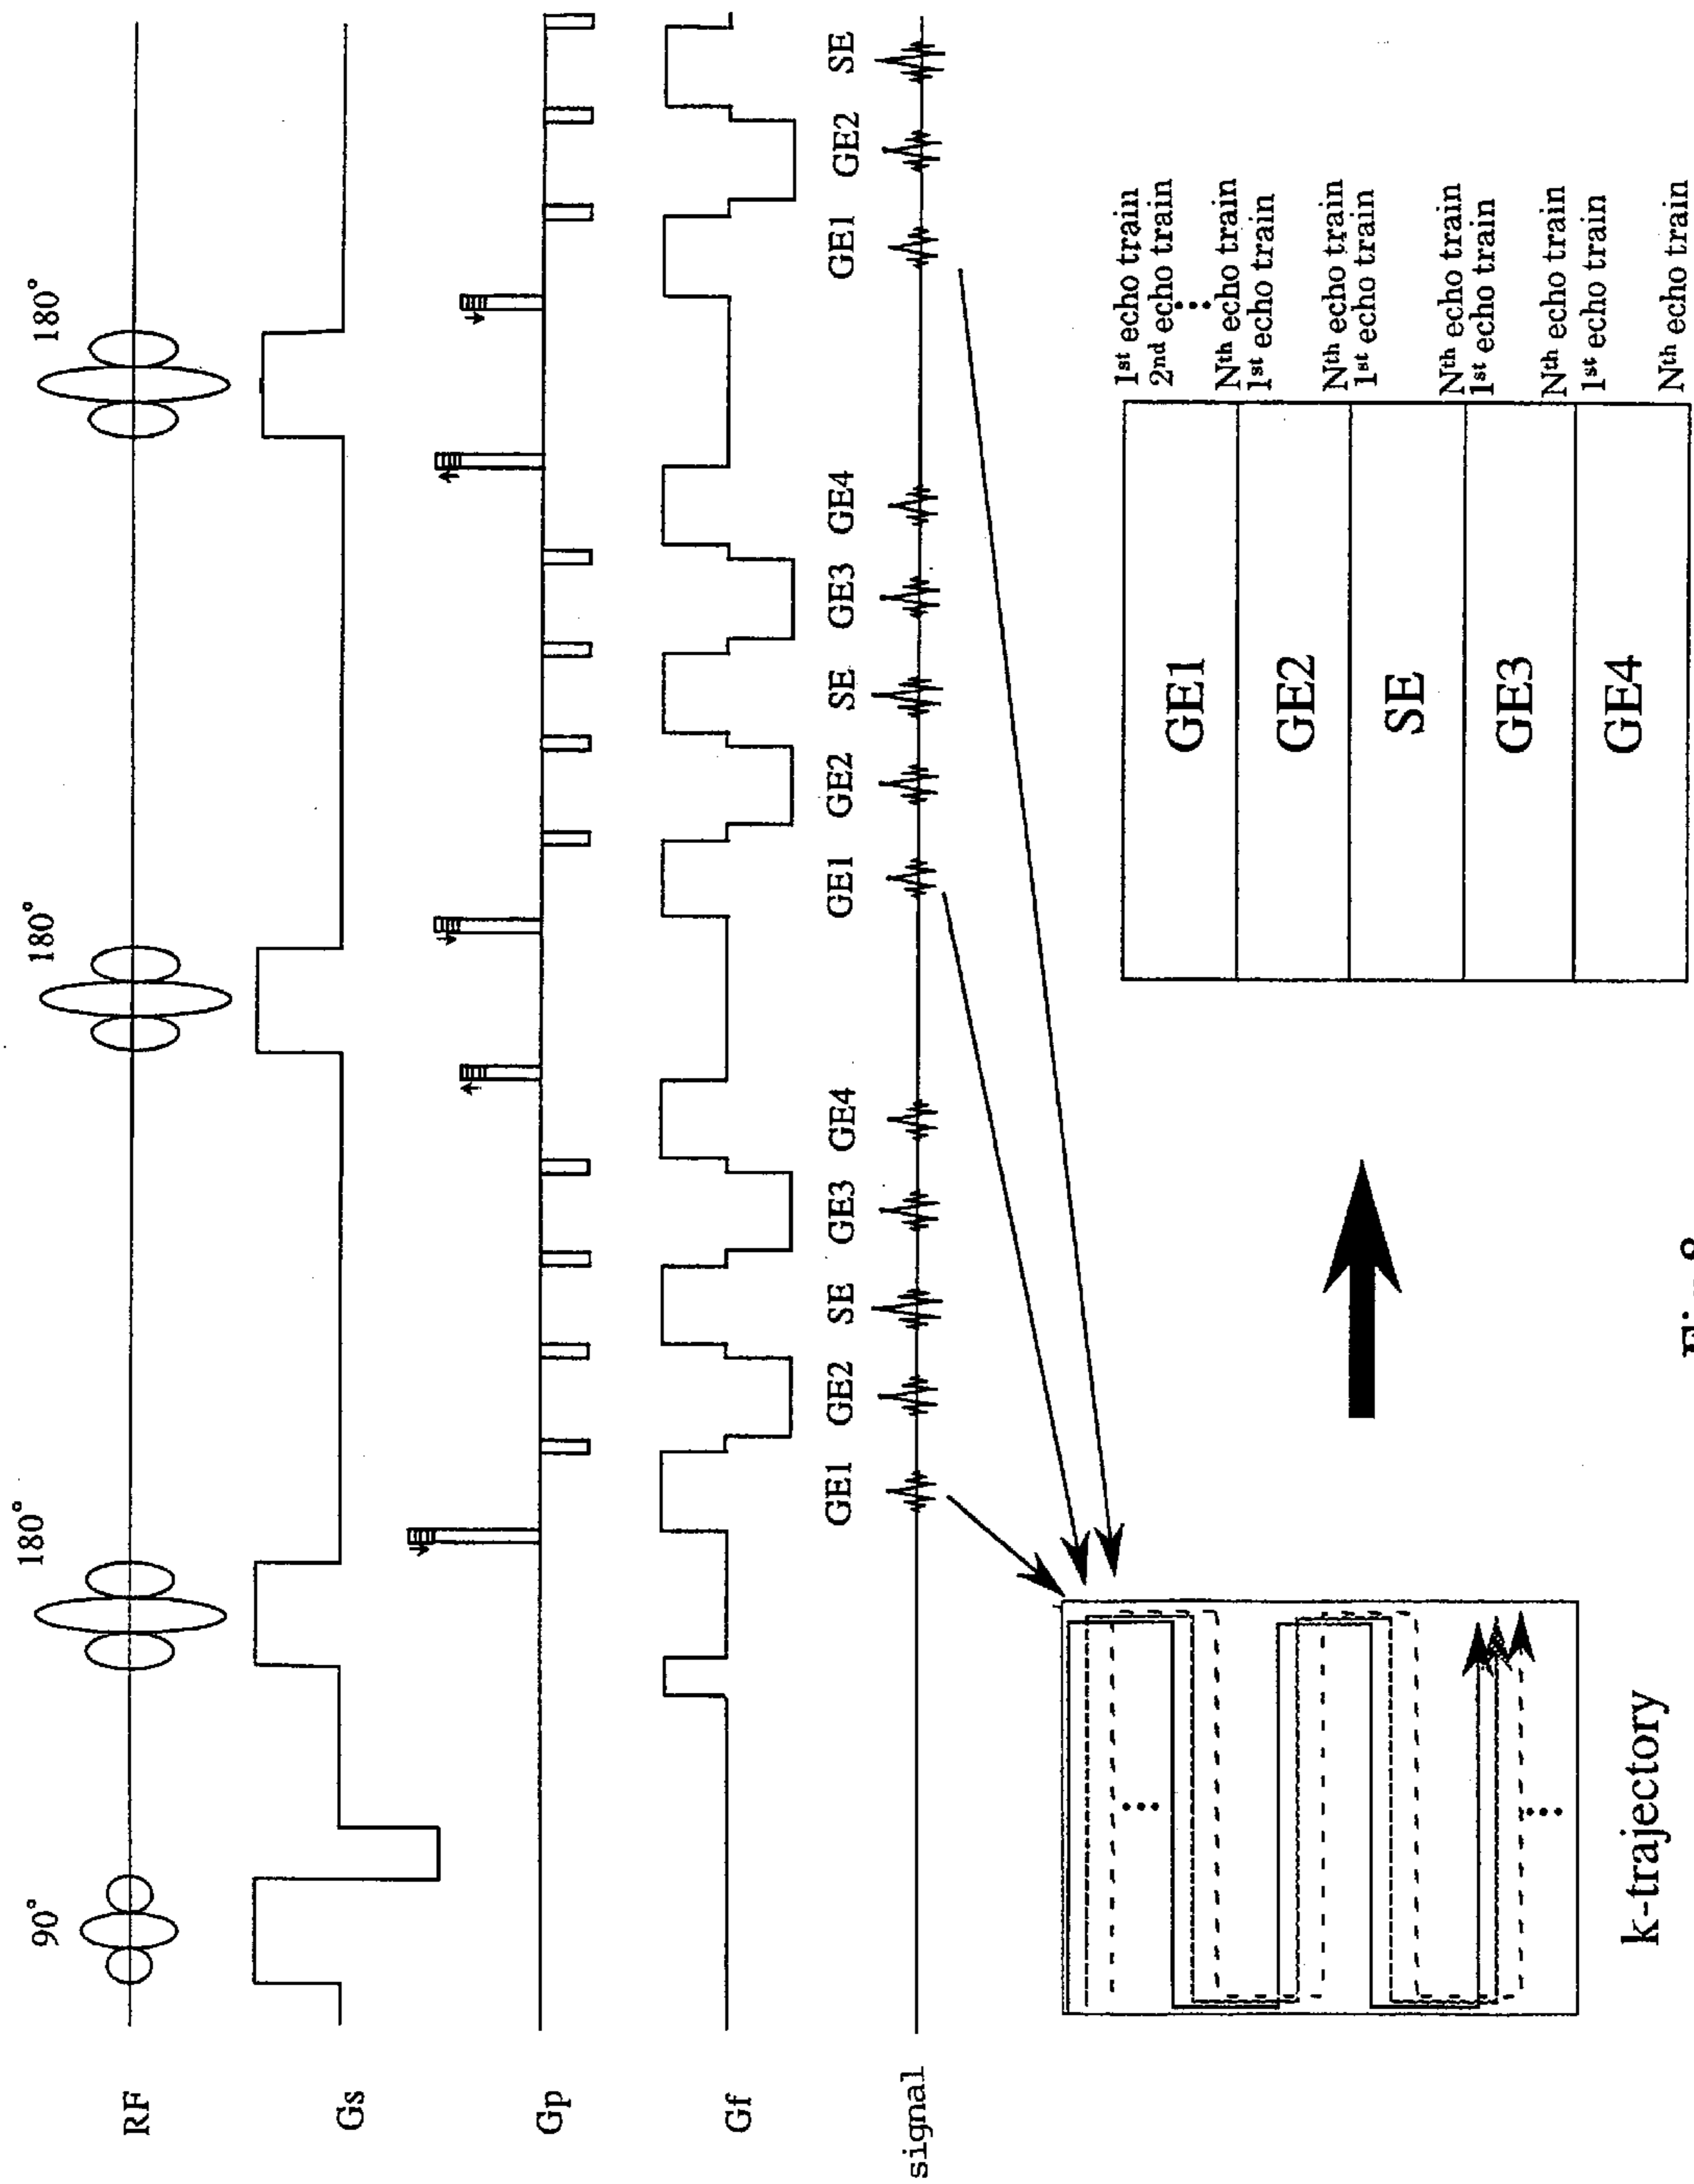 90° 180° 180° 180°
RF
Gs
Gp
Gf
GE1 GE2 SE GE3 GE4 GE1 GE2 SE GE3 GE4 GE1 GE2 SE
signal
k-trajectory
GE1
GE2
SE
GE3
GE4
1st echo train
2nd echo train
Nth echo train
1st echo train
Nth echo train
1st echo train
Nth echo train
1st echo train
Nth echo train
1st echo train
Nth echo train
Fig. 8